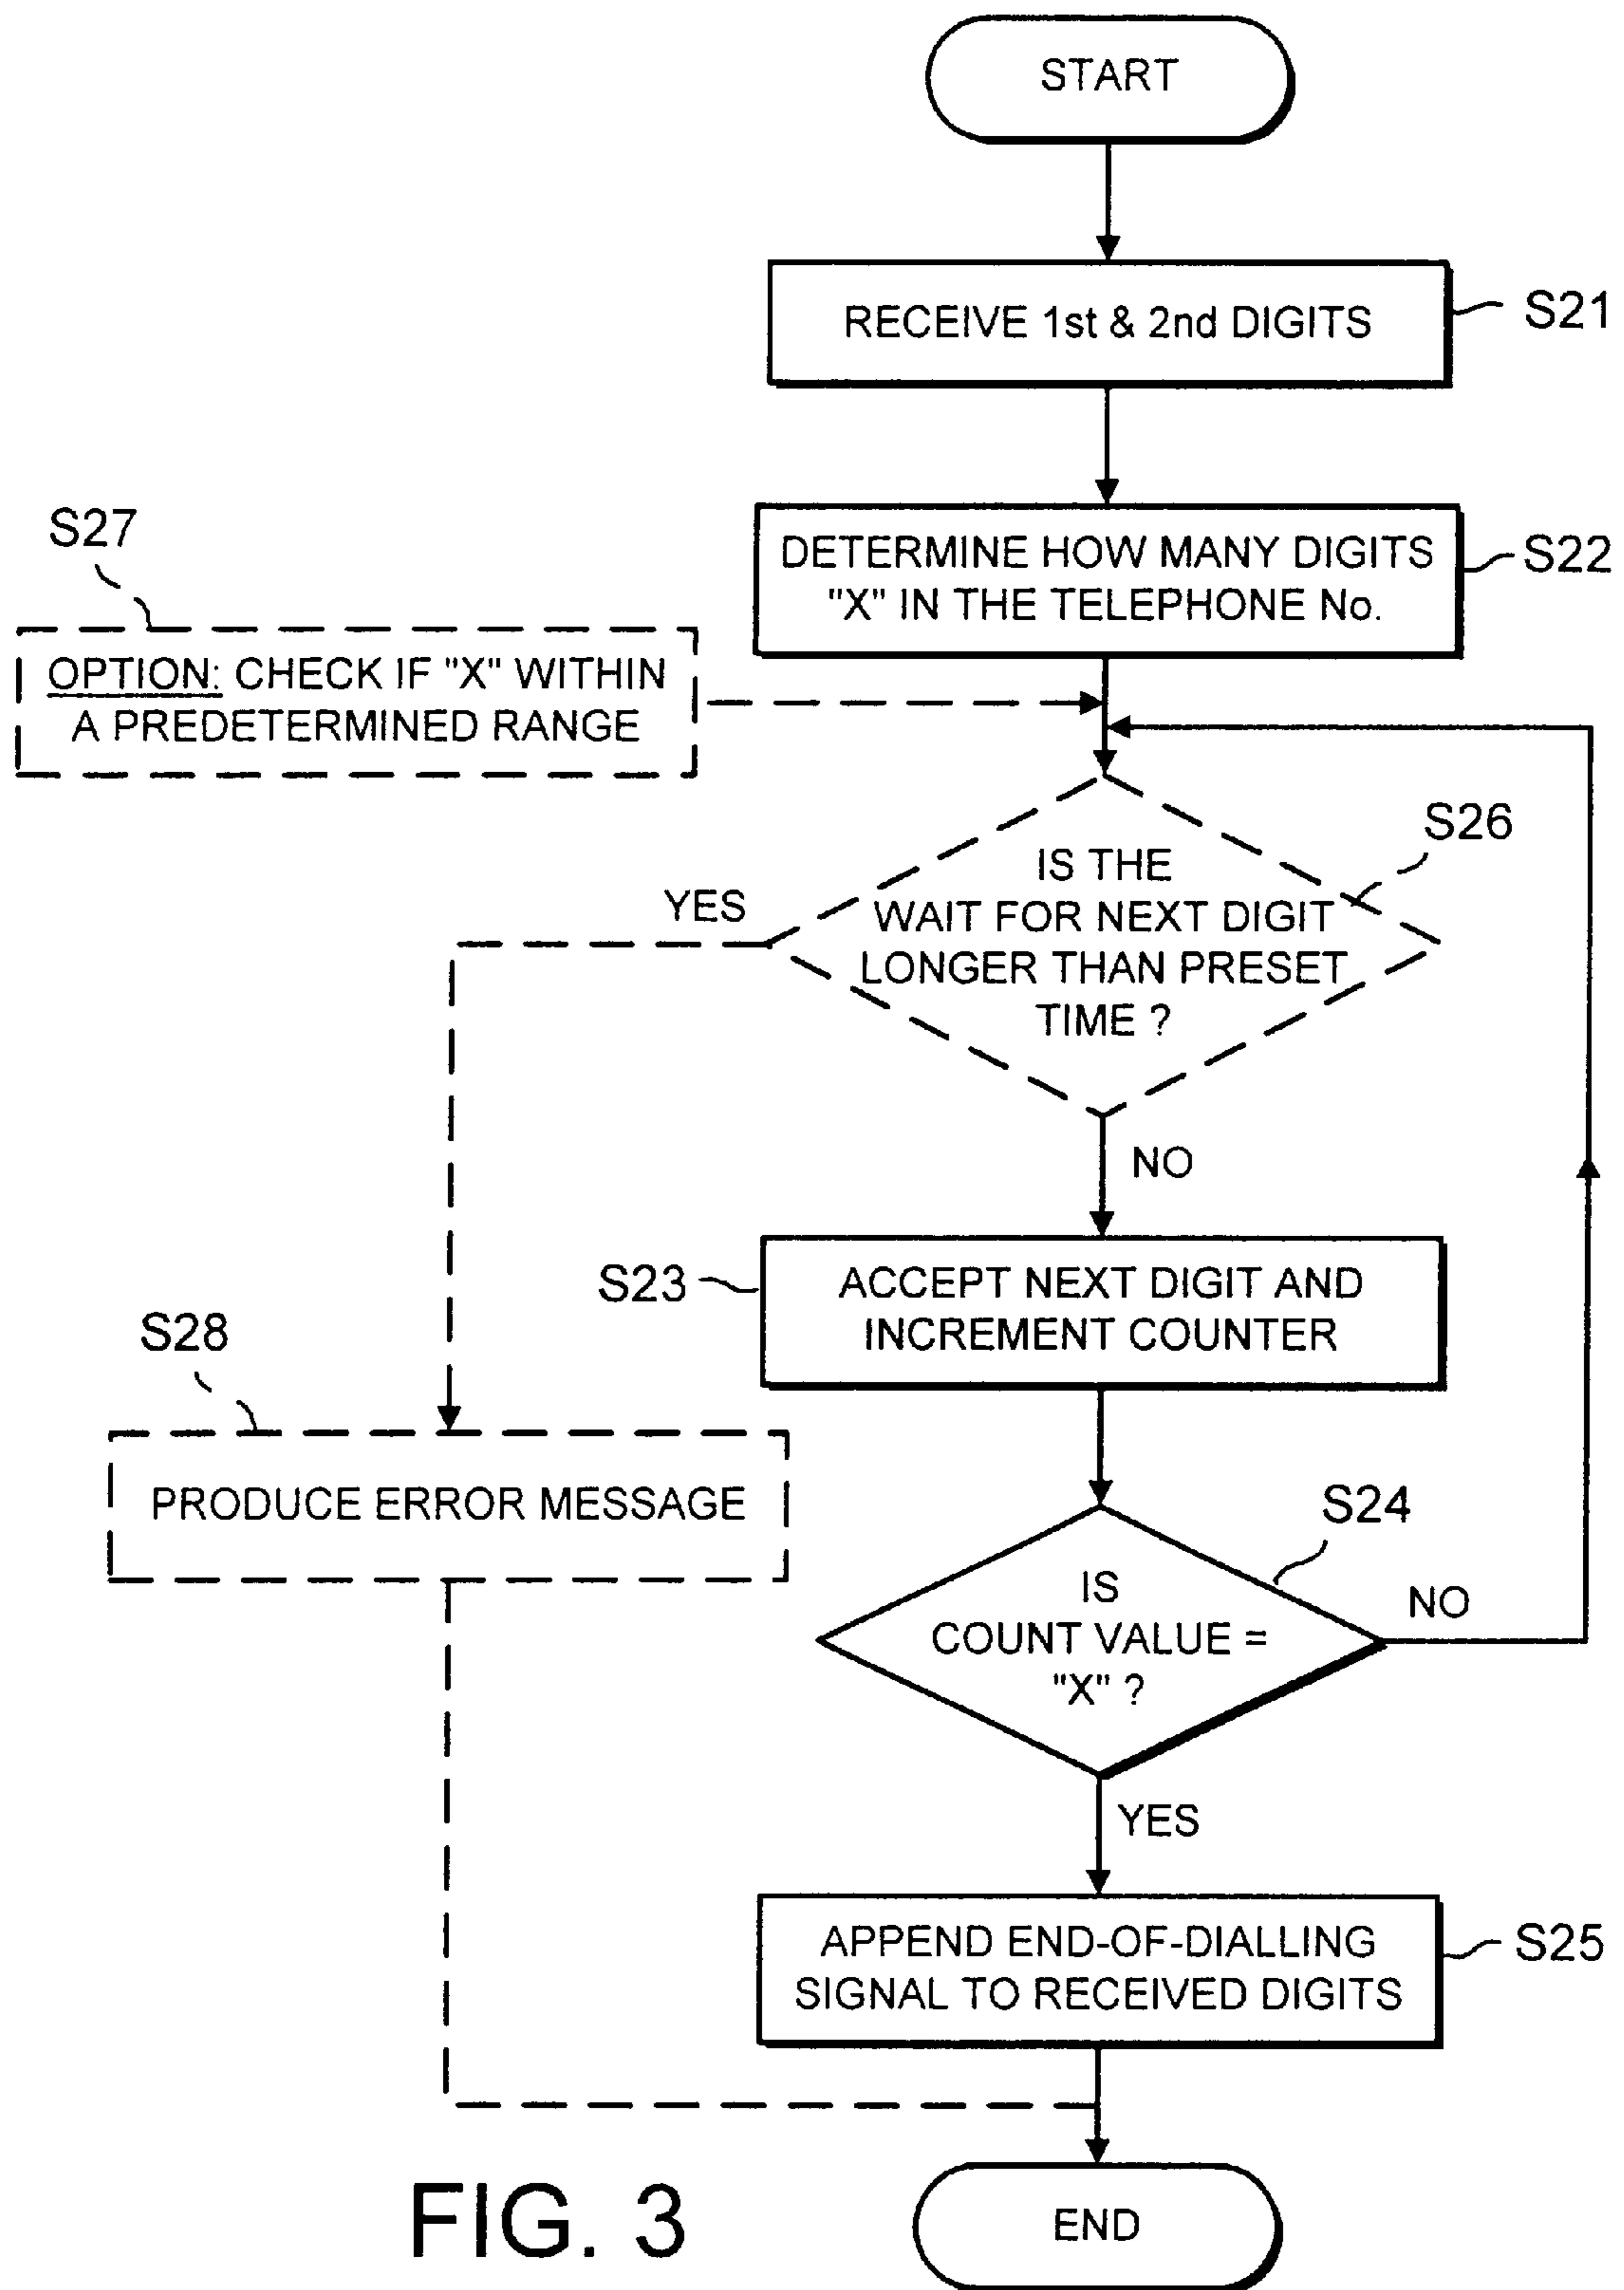 START
RECEIVE 1st & 2nd DIGITS
S21
S27
DETERMINE HOW MANY DIGITS
"X" IN THE TELEPHONE No.
S22
OPTION: CHECK IF "X" WITHIN
A PREDETERMINED RANGE
S26
YES
IS THE
WAIT FOR NEXT DIGIT
LONGER THAN PRESET
TIME ?
NO
S23
ACCEPT NEXT DIGIT AND
INCREMENT COUNTER
S28
PRODUCE ERROR MESSAGE
S24
IS
COUNT VALUE =
"X" ?
NO
YES
APPEND END-OF-DIALLING
SIGNAL TO RECEIVED DIGITS
S25
FIG. 3
END